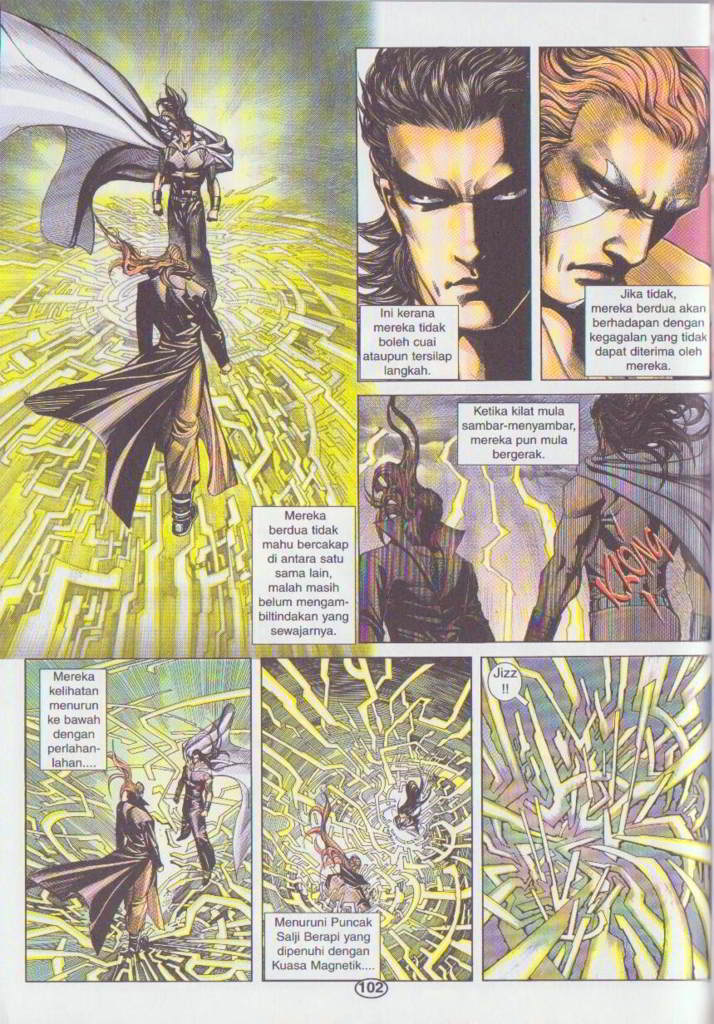 Mereka
berdua tidak
mahu bercakap
di antara satu
sama lain,
malah masih
belum mengam-
biltindakan yang
sewajarnya.
Ini kerana
mereka tidak
boleh cuai
ataupun tersilap
langkah.
Jika tidak,
mereka berdua akan
berhadapan dengan
kegagalan yang tidak
dapat diterima oleh
mereka.
Ketika kilat mula
sambar-menyambar,
mereka pun mula
bergerak.
KLONG
Mereka
kelihatan
menurun
ke bawah
dengan
perlahan-
lahan....
Menuruni Puncak
Salji Berapi yang
dipenuhi dengan
Kuasa Magnetik....
Jizz
!!
102